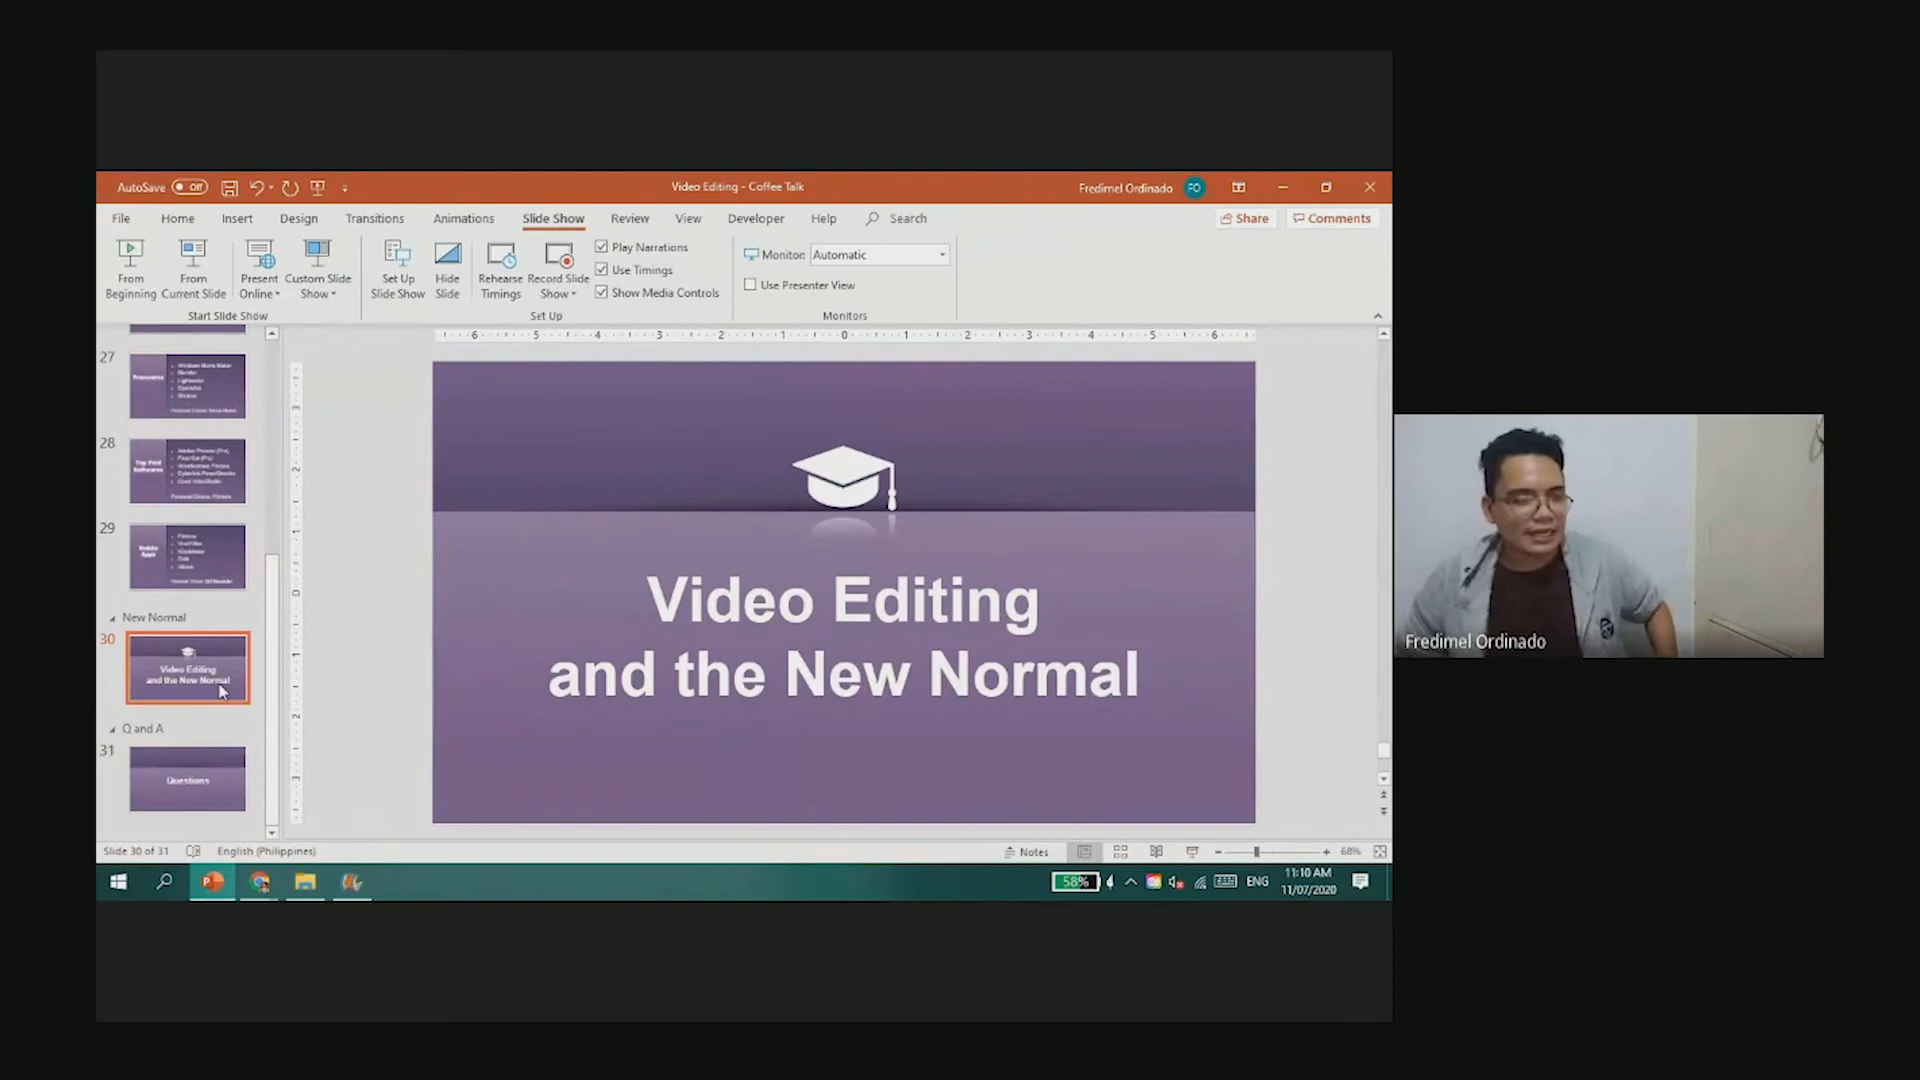 AutoSave Off
Video Editing - Coffee Talk
Fredimel Ordinado FO
File Home Insert Design Transitions Animations Slide Show Review View Developer Help Search
Share Comments
From Beginning
From Current Slide
Present Online
Custom Slide Show
Set Up Slide Show
Hide Slide
Rehearse Timings
Record Slide Show
Play Narrations
Use Timings
Show Media Controls
Monitor: Automatic
Use Presenter View
Start Slide Show
Set Up
Monitors
27
28
Top Paid
Softwares
29
Mobile
Apps
New Normal
30
Video Editing
and the New Normal
Q and A
31
Questions
Video Editing
and the New Normal
Fredimel Ordinado
Slide 30 of 31 English (Philippines)
Notes
68%
58%
ENG
11:10 AM
11/07/2020